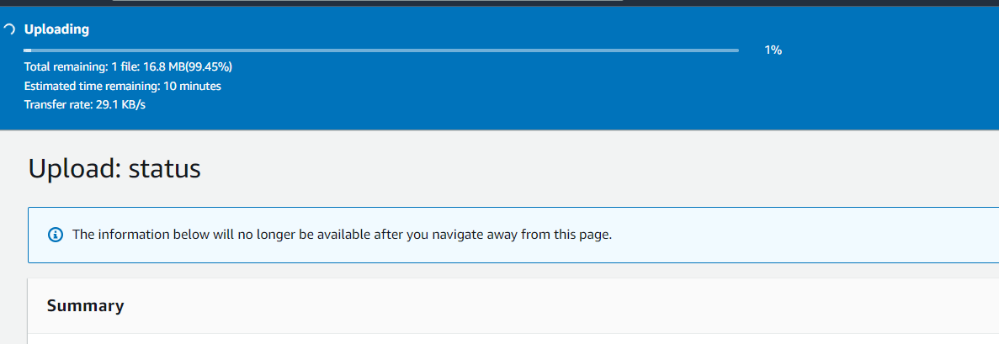 Uploading
1%
Total remaining: 1 file: 16.8 MB(99.45%)
Estimated time remaining: 10 minutes
Transfer rate: 29.1 KB/s
Upload: status
The information below will no longer be available after you navigate away from this page.
Summary